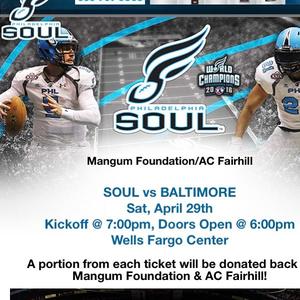 PHILADELPHIA
SOUL
PHILADELPHIA
SOUL
WORLD
CHAMPIONS
2016
PHL
Mangum Foundation/AC Fairhill
SOUL vs BALTIMORE
Sat, April 29th
Kickoff @ 7:00pm, Doors Open @ 6:00pm
Wells Fargo Center
A portion from each ticket will be donated back
Mangum Foundation & AC Fairhill!